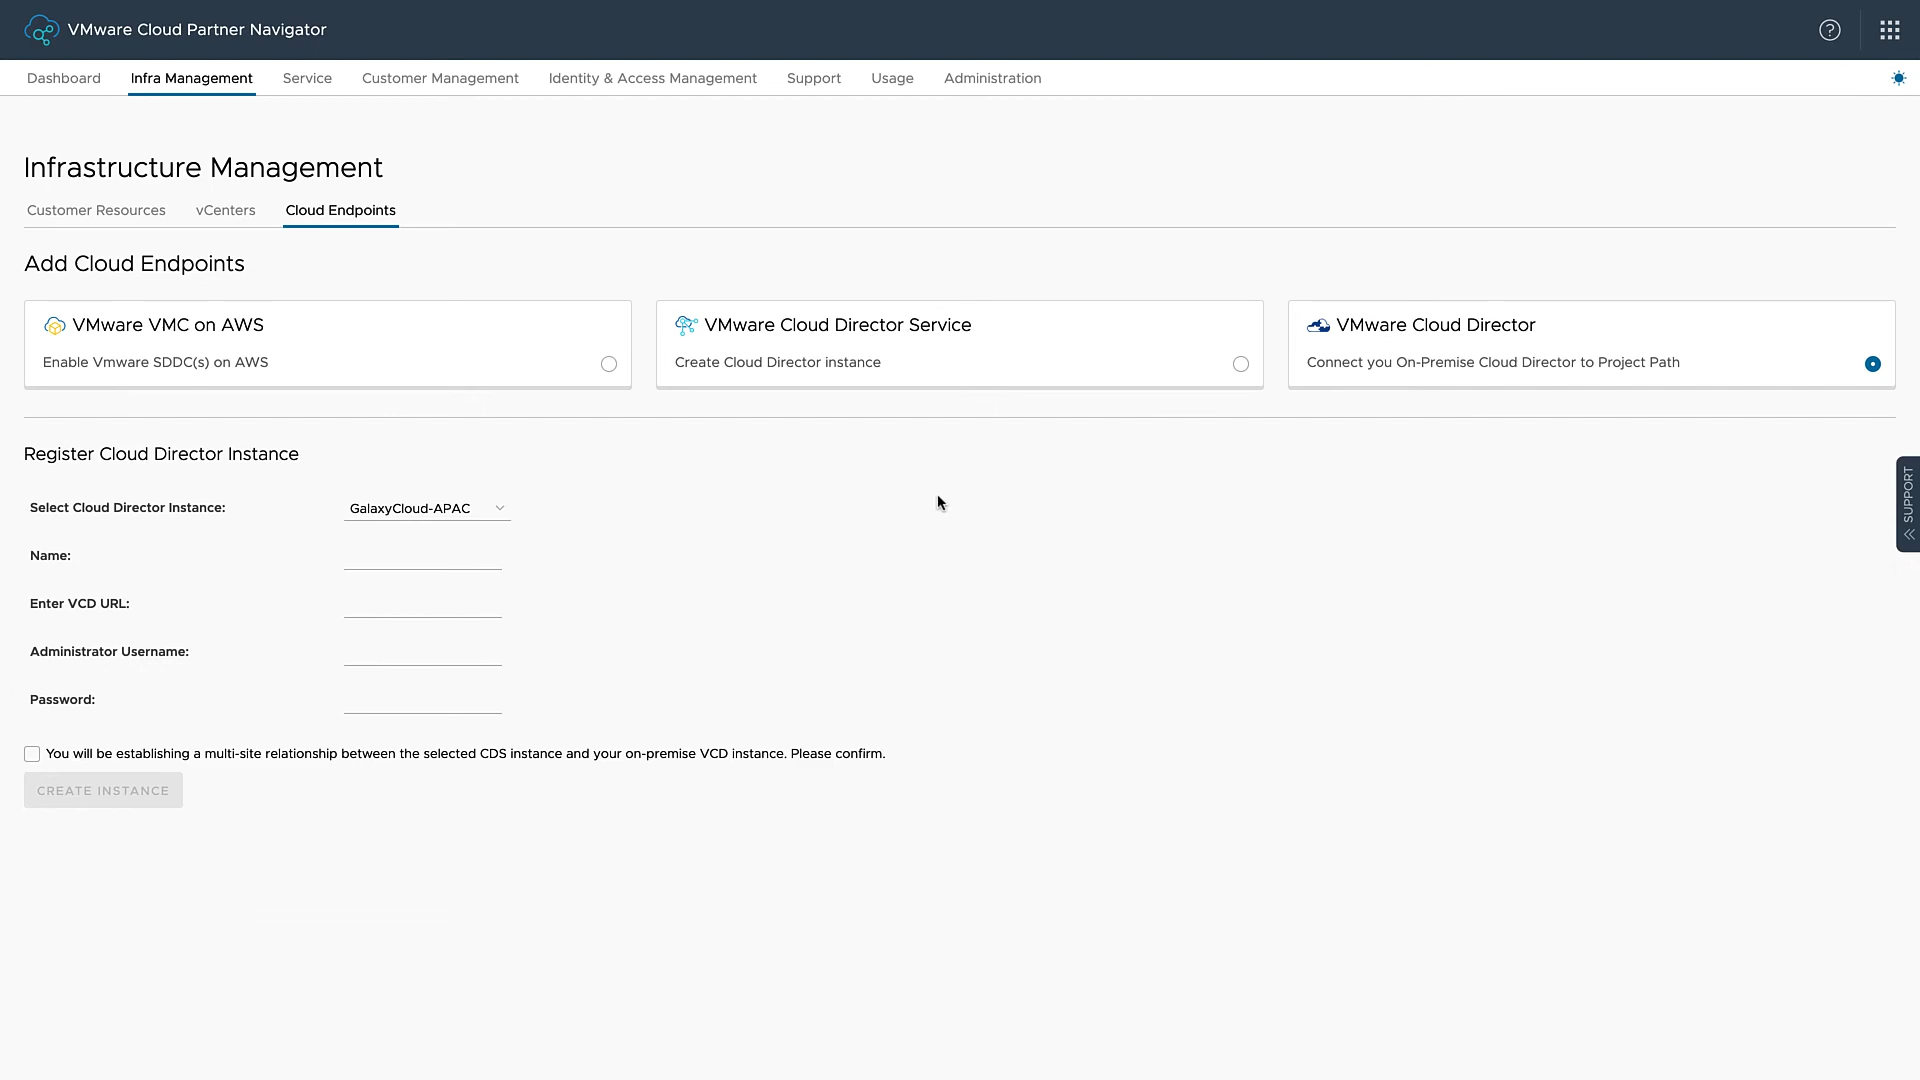 VMware Cloud Partner Navigator
Dashboard Infra Management Service Customer Management Identity & Access Management Support Usage Administration
Infrastructure Management
Customer Resources vCenters Cloud Endpoints
Add Cloud Endpoints
VMware VMC on AWS
Enable Vmware SDDC(s) on AWS
VMware Cloud Director Service
Create Cloud Director instance
VMware Cloud Director
Connect you On-Premise Cloud Director to Project Path
Register Cloud Director Instance
Select Cloud Director Instance: GalaxyCloud-APAC
Name:
Enter VCD URL:
Administrator Username:
Password:
You will be establishing a multi-site relationship between the selected CDS instance and your on-premise VCD instance. Please confirm.
CREATE INSTANCE
SUPPORT